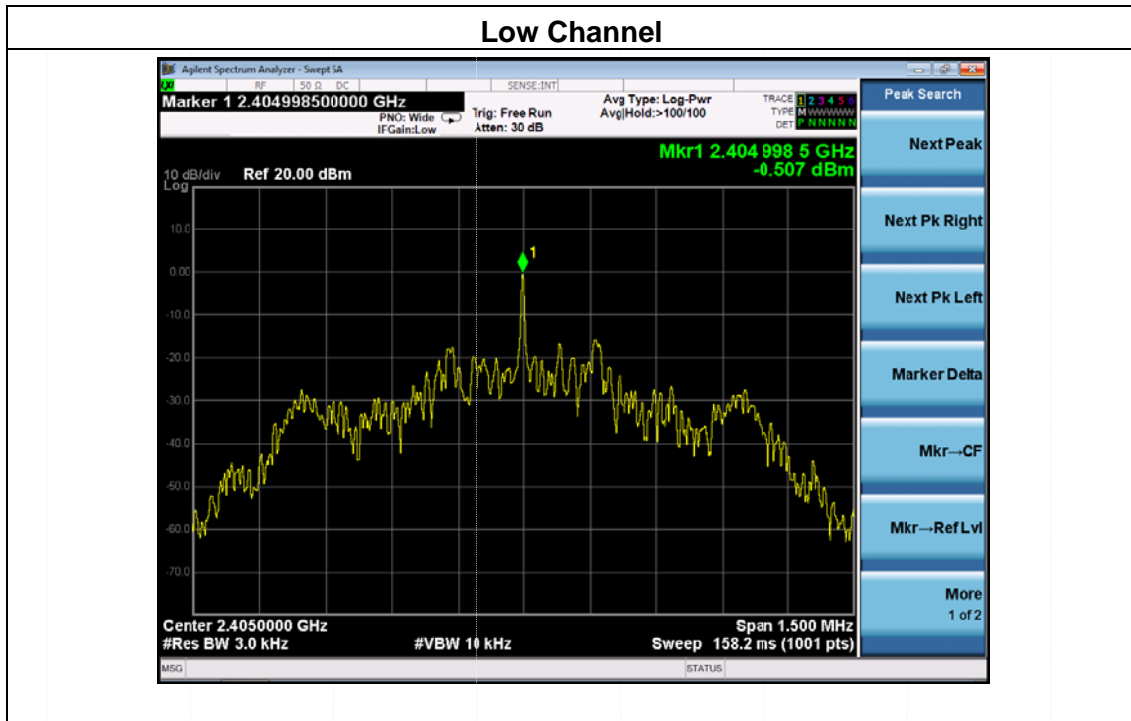 Low Channel
Agilent Spectrum Analyzer - Swept SA
RF 50 Ω DC SENSE:INT
Marker 1 2.404998500000 GHz
PNO: Wide
IFGain:Low
Trig: Free Run
Atten: 30 dB
Avg Type: Log-Pwr
Avg|Hold:>100/100
TRACE 1 2 3 4 5 6
TYPE M WWWWW
DET P N N N N N
Mkr1 2.404 998 5 GHz
-0.507 dBm
10 dB/div Ref 20.00 dBm
Log
10.0
0.00
-10.0
-20.0
-30.0
-40.0
-50.0
-60.0
-70.0
1
Center 2.4050000 GHz
Span 1.500 MHz
#Res BW 3.0 kHz
#VBW 10 kHz
Sweep 158.2 ms (1001 pts)
MSG
STATUS
Peak Search
Next Peak
Next Pk Right
Next Pk Left
Marker Delta
Mkr→CF
Mkr→Ref Lvl
More
1 of 2